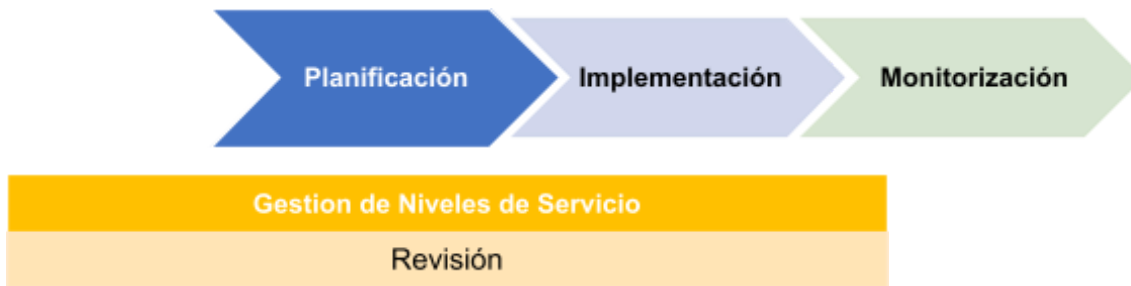 Planificación
Implementación
Monitorización
Gestion de Niveles de Servicio
Revisión